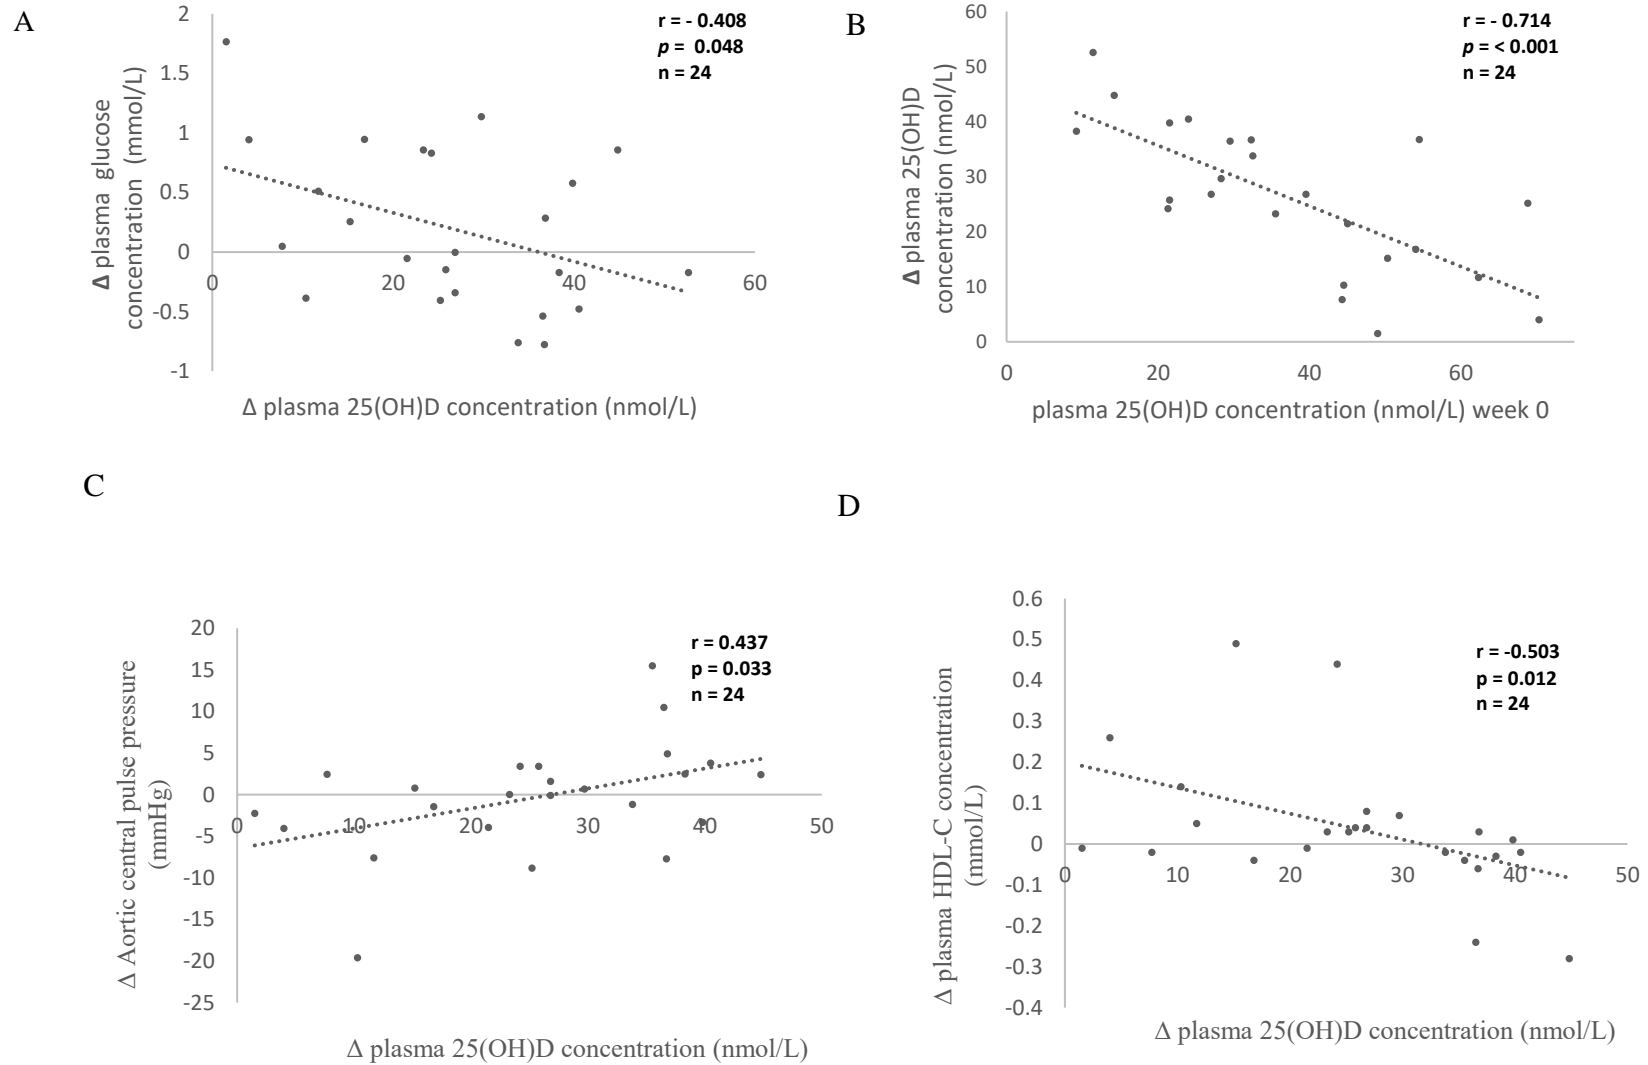 A
2
1.5
1
0.5
0
-0.5
-1
0
20
40
60
r = - 0.408
p = 0.048
n = 24
Δ plasma glucose
concentration (mmol/L)
Δ plasma 25(OH)D concentration (nmol/L)
B
60
50
40
30
20
10
0
0
20
40
60
r = - 0.714
p = < 0.001
n = 24
Δ plasma 25(OH)D
concentration (nmol/L)
plasma 25(OH)D concentration (nmol/L) week 0
C
20
15
10
5
0
-5
-10
-15
-20
-25
0
10
20
30
40
50
r = 0.437
p = 0.033
n = 24
Δ Aortic central pulse pressure
(mmHg)
Δ plasma 25(OH)D concentration (nmol/L)
D
0.6
0.5
0.4
0.3
0.2
0.1
0
-0.1
-0.2
-0.3
-0.4
0
10
20
30
40
50
r = -0.503
p = 0.012
n = 24
Δ plasma HDL-C concentration
(mmol/L)
Δ plasma 25(OH)D concentration (nmol/L)